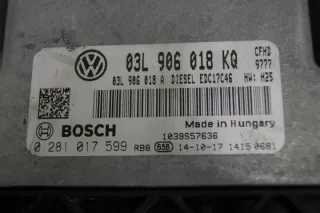 03L 906 018 KQ CFHD
03L 906 018 A DIESEL EDC17C46 9777
HW: H25
BOSCH
Made in Hungary
1039S57636
0 281 017 599 RBB 658 14-10-17 1415 0681